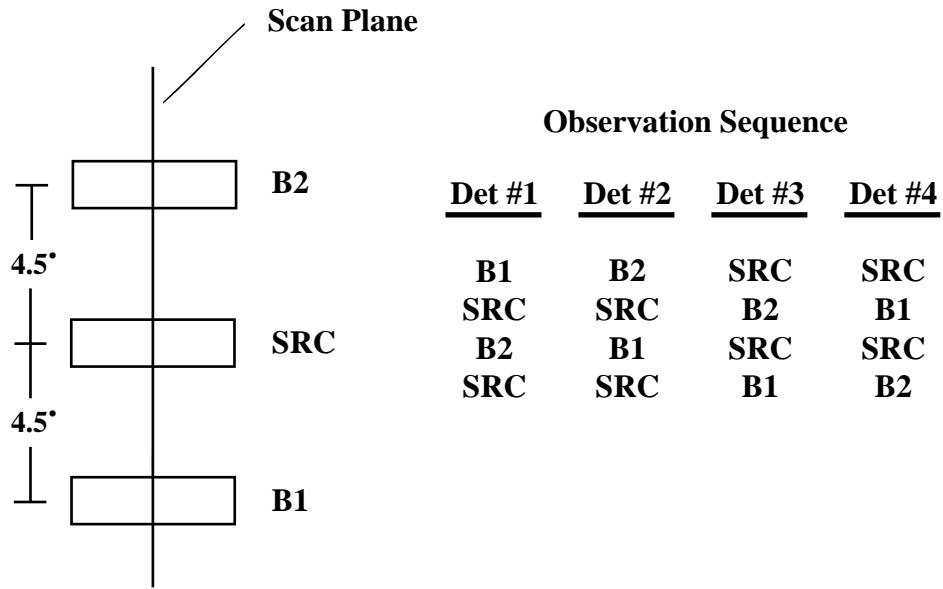 Scan Plane
Observation Sequence
B2
4.5°
SRC
4.5°
B1
Det #1 Det #2 Det #3 Det #4
B1 B2 SRC SRC
SRC SRC B2 B1
B2 B1 SRC SRC
SRC SRC B1 B2